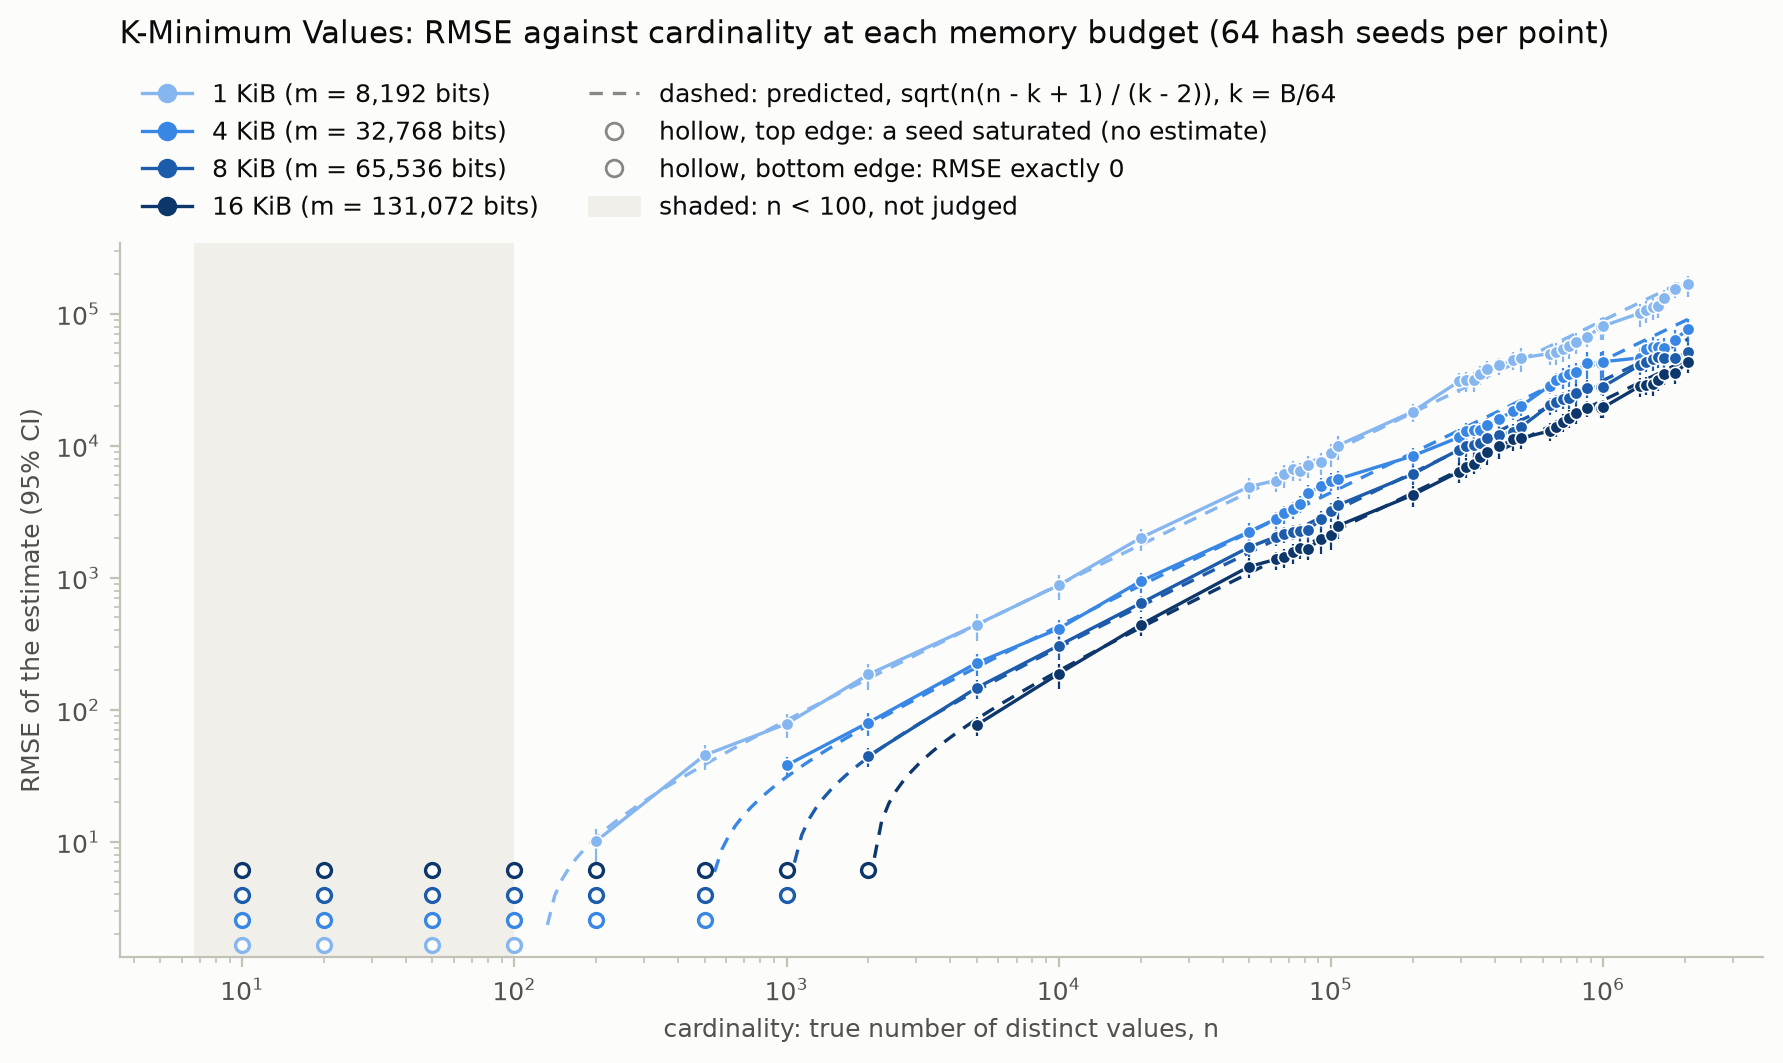 K-Minimum Values: RMSE against cardinality at each memory budget (64 hash seeds per point)
1 KiB (m = 8,192 bits)
4 KiB (m = 32,768 bits)
8 KiB (m = 65,536 bits)
16 KiB (m = 131,072 bits)
dashed: predicted, sqrt(n(n - k + 1) / (k - 2)), k = B/64
hollow, top edge: a seed saturated (no estimate)
hollow, bottom edge: RMSE exactly 0
shaded: n < 100, not judged
RMSE of the estimate (95% CI)
10⁵
10⁴
10³
10²
10¹
10¹ 10² 10³ 10⁴ 10⁵ 10⁶
cardinality: true number of distinct values, n